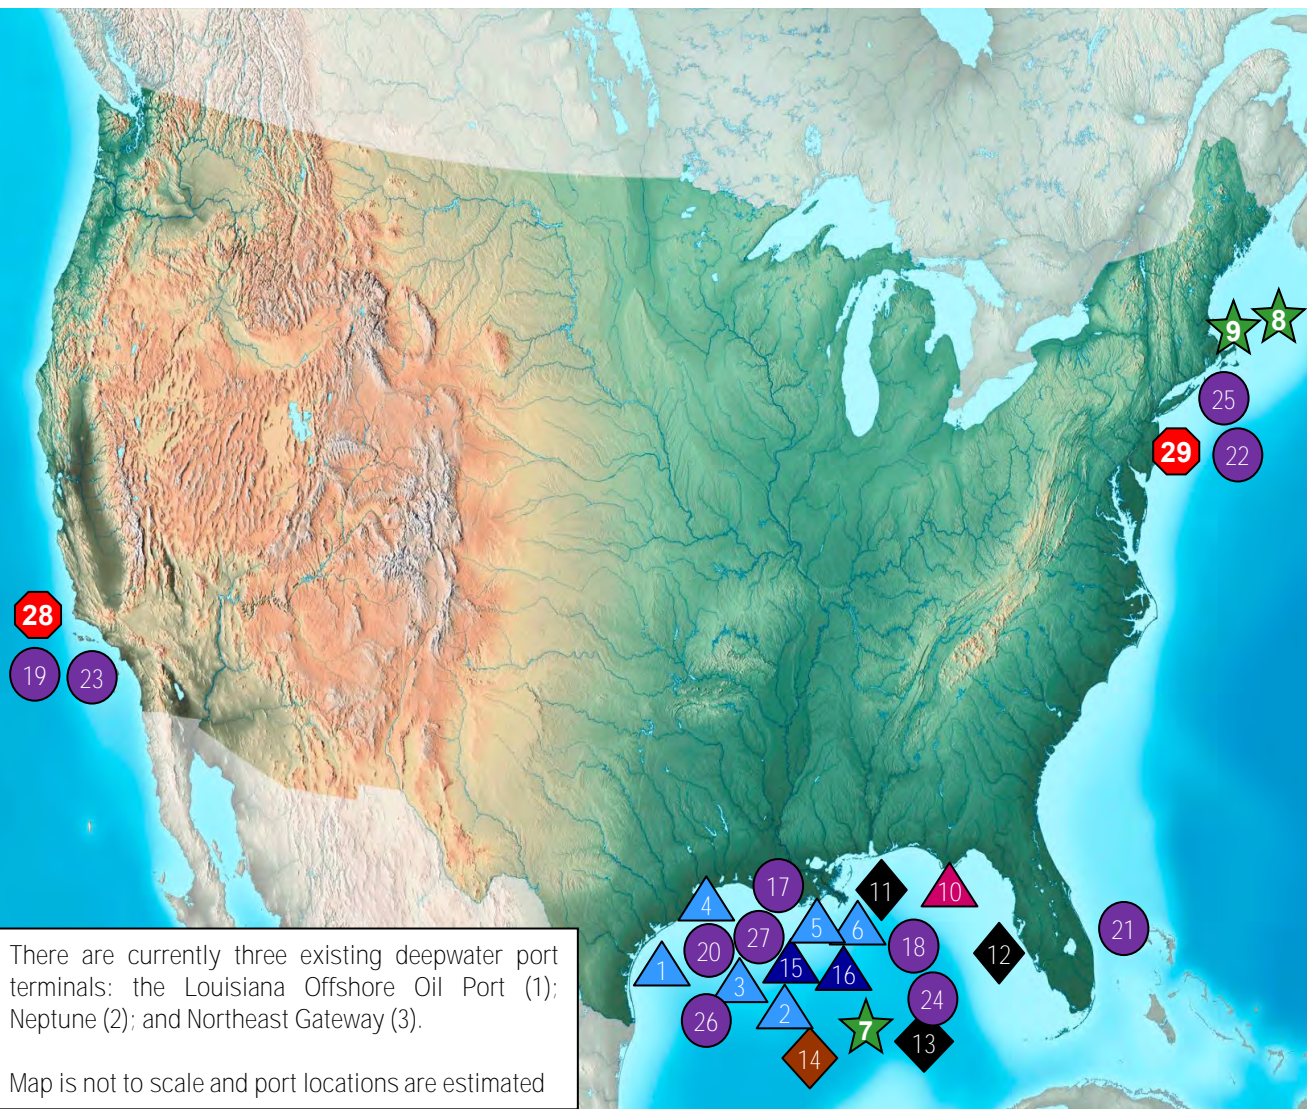 9 8
25
29 22
28
19 23
17 11 10
4
5 6 21
27 18
20 12
1 15 16
3 24
26 2 7
13
14
There are currently three existing deepwater port
terminals: the Louisiana Offshore Oil Port (1);
Neptune (2); and Northeast Gateway (3).
Map is not to scale and port locations are estimated